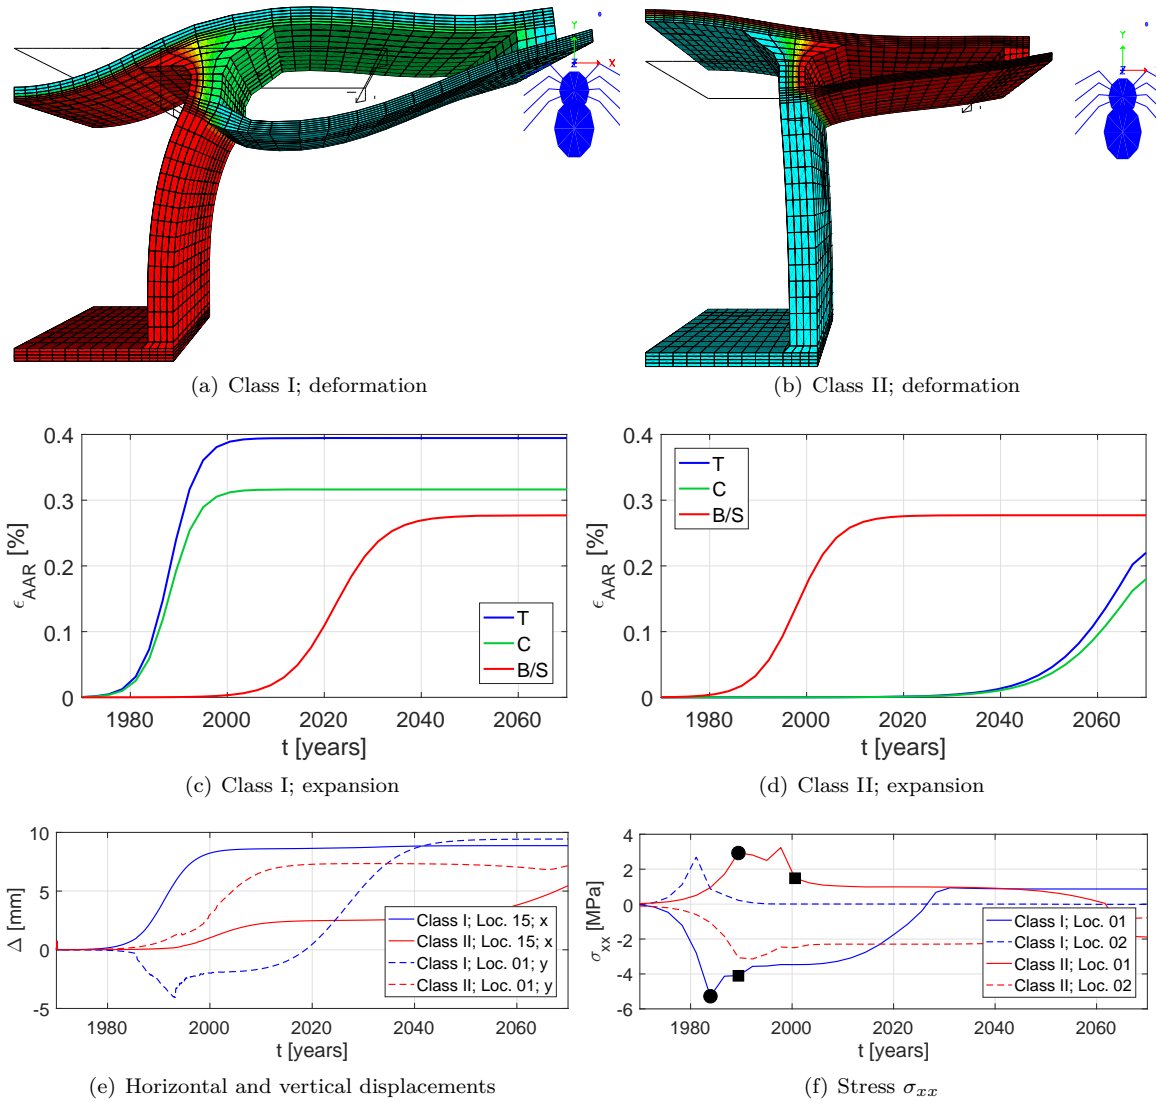 Y
X
Z
Y
Z
(a) Class I; deformation
(b) Class II; deformation
0.4
0.3
0.2
0.1
0
ϵAAR [%]
T
C
B/S
1980 2000 2020 2040 2060
t [years]
(c) Class I; expansion
0.4
0.3
0.2
0.1
0
ϵAAR [%]
T
C
B/S
1980 2000 2020 2040 2060
t [years]
(d) Class II; expansion
10
5
0
-5
Δ [mm]
Class I; Loc. 15; x
Class II; Loc. 15; x
Class I; Loc. 01; y
Class II; Loc. 01; y
1980 2000 2020 2040 2060
t [years]
(e) Horizontal and vertical displacements
4
2
0
-2
-4
-6
σxx [MPa]
Class I; Loc. 01
Class I; Loc. 02
Class II; Loc. 01
Class II; Loc. 02
1980 2000 2020 2040 2060
t [years]
(f) Stress σxx